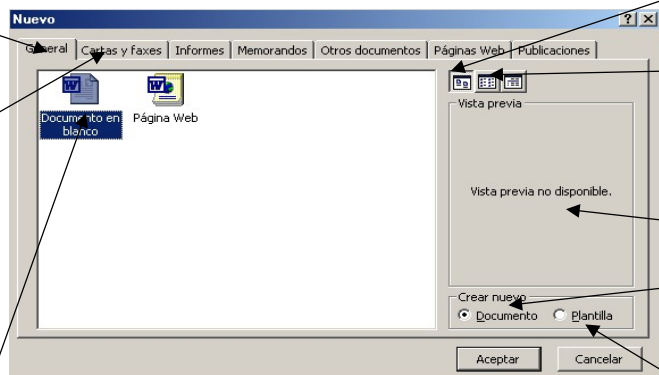 Nuevo
General Cartas y faxes Informes Memorandos Otros documentos Páginas Web Publicaciones
Documento en
blanco
Página Web
Vista previa
Vista previa no disponible.
Crear nuevo
Documento Plantilla
Aceptar Cancelar